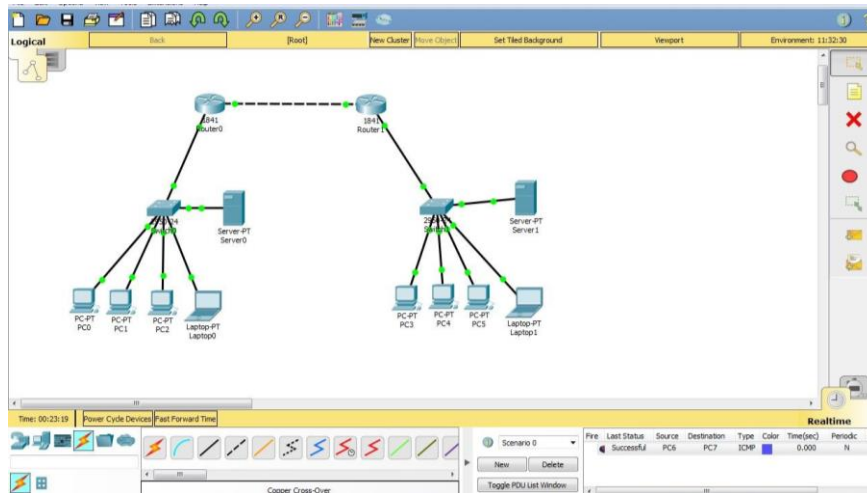 Logical
Back
[Root]
New Cluster
Move Object
Set Tiled Background
Viewport
Environment: 11:32:30
1841
Router0
1841
Router1
Server-PT
Server0
Server-PT
Server1
PC-PT
PC0
PC-PT
PC1
PC-PT
PC2
Laptop-PT
Laptop0
PC-PT
PC3
PC-PT
PC4
PC-PT
PC5
Laptop-PT
Laptop1
Time: 00:23:19
Power Cycle Devices
Fast Forward Time
Realtime
Scenario 0
New
Delete
Toggle PDU List Window
Fire Last Status Source Destination Type Color Time(sec) Periodic
Successful PC6 PC7 ICMP 0.000 N
Copper Cross-Over